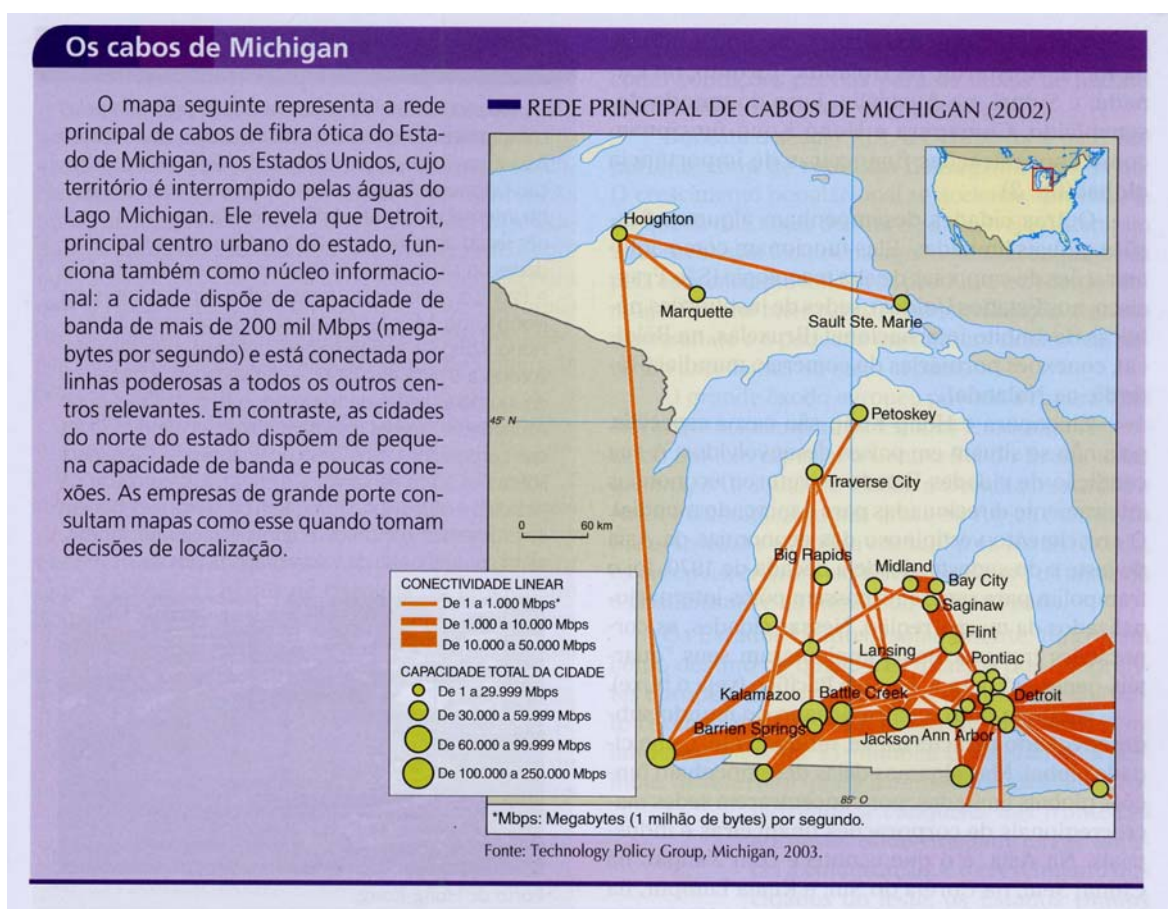 Os cabos de Michigan
O mapa seguinte representa a rede
principal de cabos de fibra ótica do Esta-
do de Michigan, nos Estados Unidos, cujo
território é interrompido pelas águas do
Lago Michigan. Ele revela que Detroit,
principal centro urbano do estado, fun-
ciona também como núcleo informacio-
nal: a cidade dispõe de capacidade de
banda de mais de 200 mil Mbps (mega-
bytes por segundo) e está conectada por
linhas poderosas a todos os outros cen-
tros relevantes. Em contraste, as cidades
do norte do estado dispõem de peque-
na capacidade de banda e poucas cone-
xões. As empresas de grande porte con-
sultam mapas como esse quando tomam
decisões de localização.
REDE PRINCIPAL DE CABOS DE MICHIGAN (2002)
Houghton
Marquette
Sault Ste. Marie
45° N
Petoskey
Traverse City
0 60 km
Big Rapids
Midland
Bay City
Saginaw
Flint
Lansing
Pontiac
Kalamazoo
Battle Creek
Detroit
Barrien Springs
Jackson
Ann Arbor
85° O
CONECTIVIDADE LINEAR
De 1 a 1.000 Mbps*
De 1.000 a 10.000 Mbps
De 10.000 a 50.000 Mbps
CAPACIDADE TOTAL DA CIDADE
De 1 a 29.999 Mbps
De 30.000 a 59.999 Mbps
De 60.000 a 99.999 Mbps
De 100.000 a 250.000 Mbps
*Mbps: Megabytes (1 milhão de bytes) por segundo.
Fonte: Technology Policy Group, Michigan, 2003.